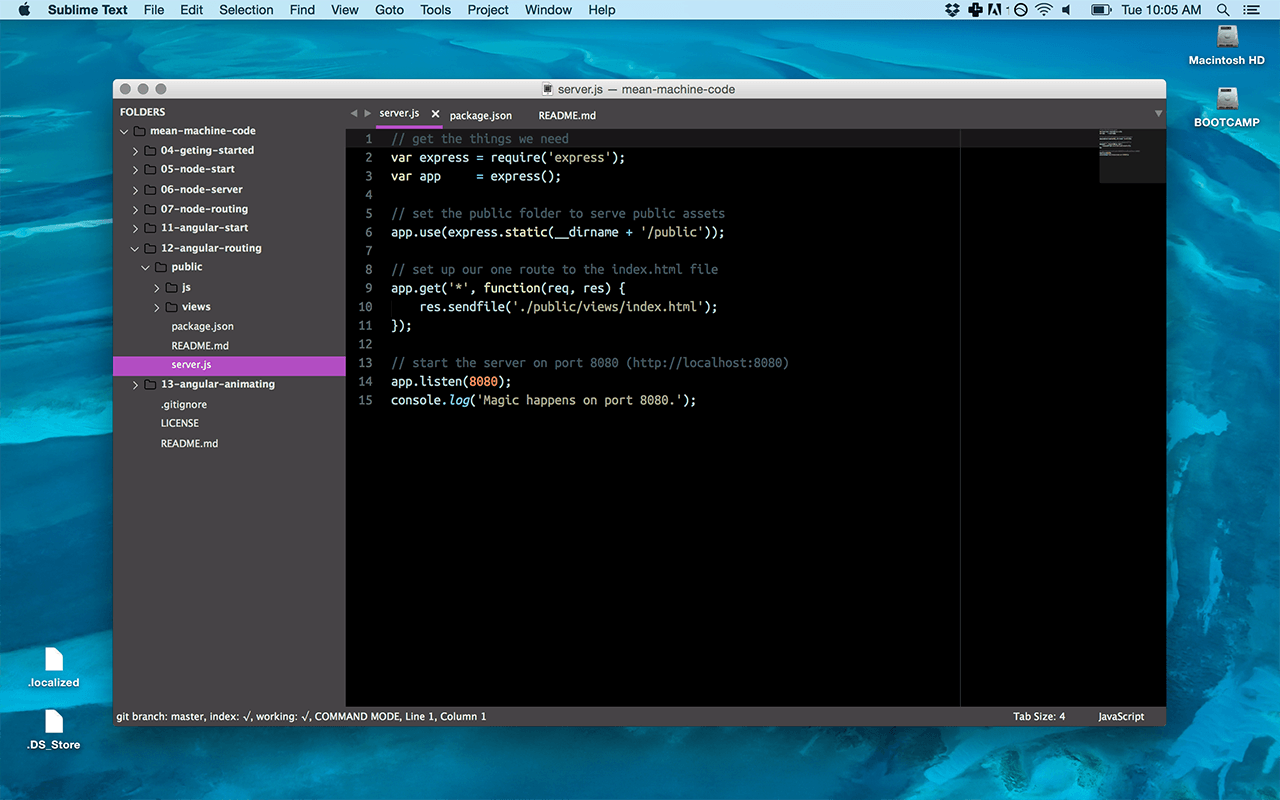 Sublime Text File Edit Selection Find View Goto Tools Project Window Help
Tue 10:05 AM
Macintosh HD
BOOTCAMP
server.js — mean-machine-code
FOLDERS
mean-machine-code
04-geting-started
05-node-start
06-node-server
07-node-routing
11-angular-start
12-angular-routing
public
js
views
package.json
README.md
server.js
13-angular-animating
.gitignore
LICENSE
README.md
server.js package.json README.md
1 // get the things we need
2 var express = require('express');
3 var app     = express();
4
5 // set the public folder to serve public assets
6 app.use(express.static(__dirname + '/public'));
7
8 // set up our one route to the index.html file
9 app.get('*', function(req, res) {
10     res.sendfile('./public/views/index.html');
11 });
12
13 // start the server on port 8080 (http://localhost:8080)
14 app.listen(8080);
15 console.log('Magic happens on port 8080.');
git branch: master, index: √, working: √, COMMAND MODE, Line 1, Column 1
Tab Size: 4 JavaScript
.localized
.DS_Store